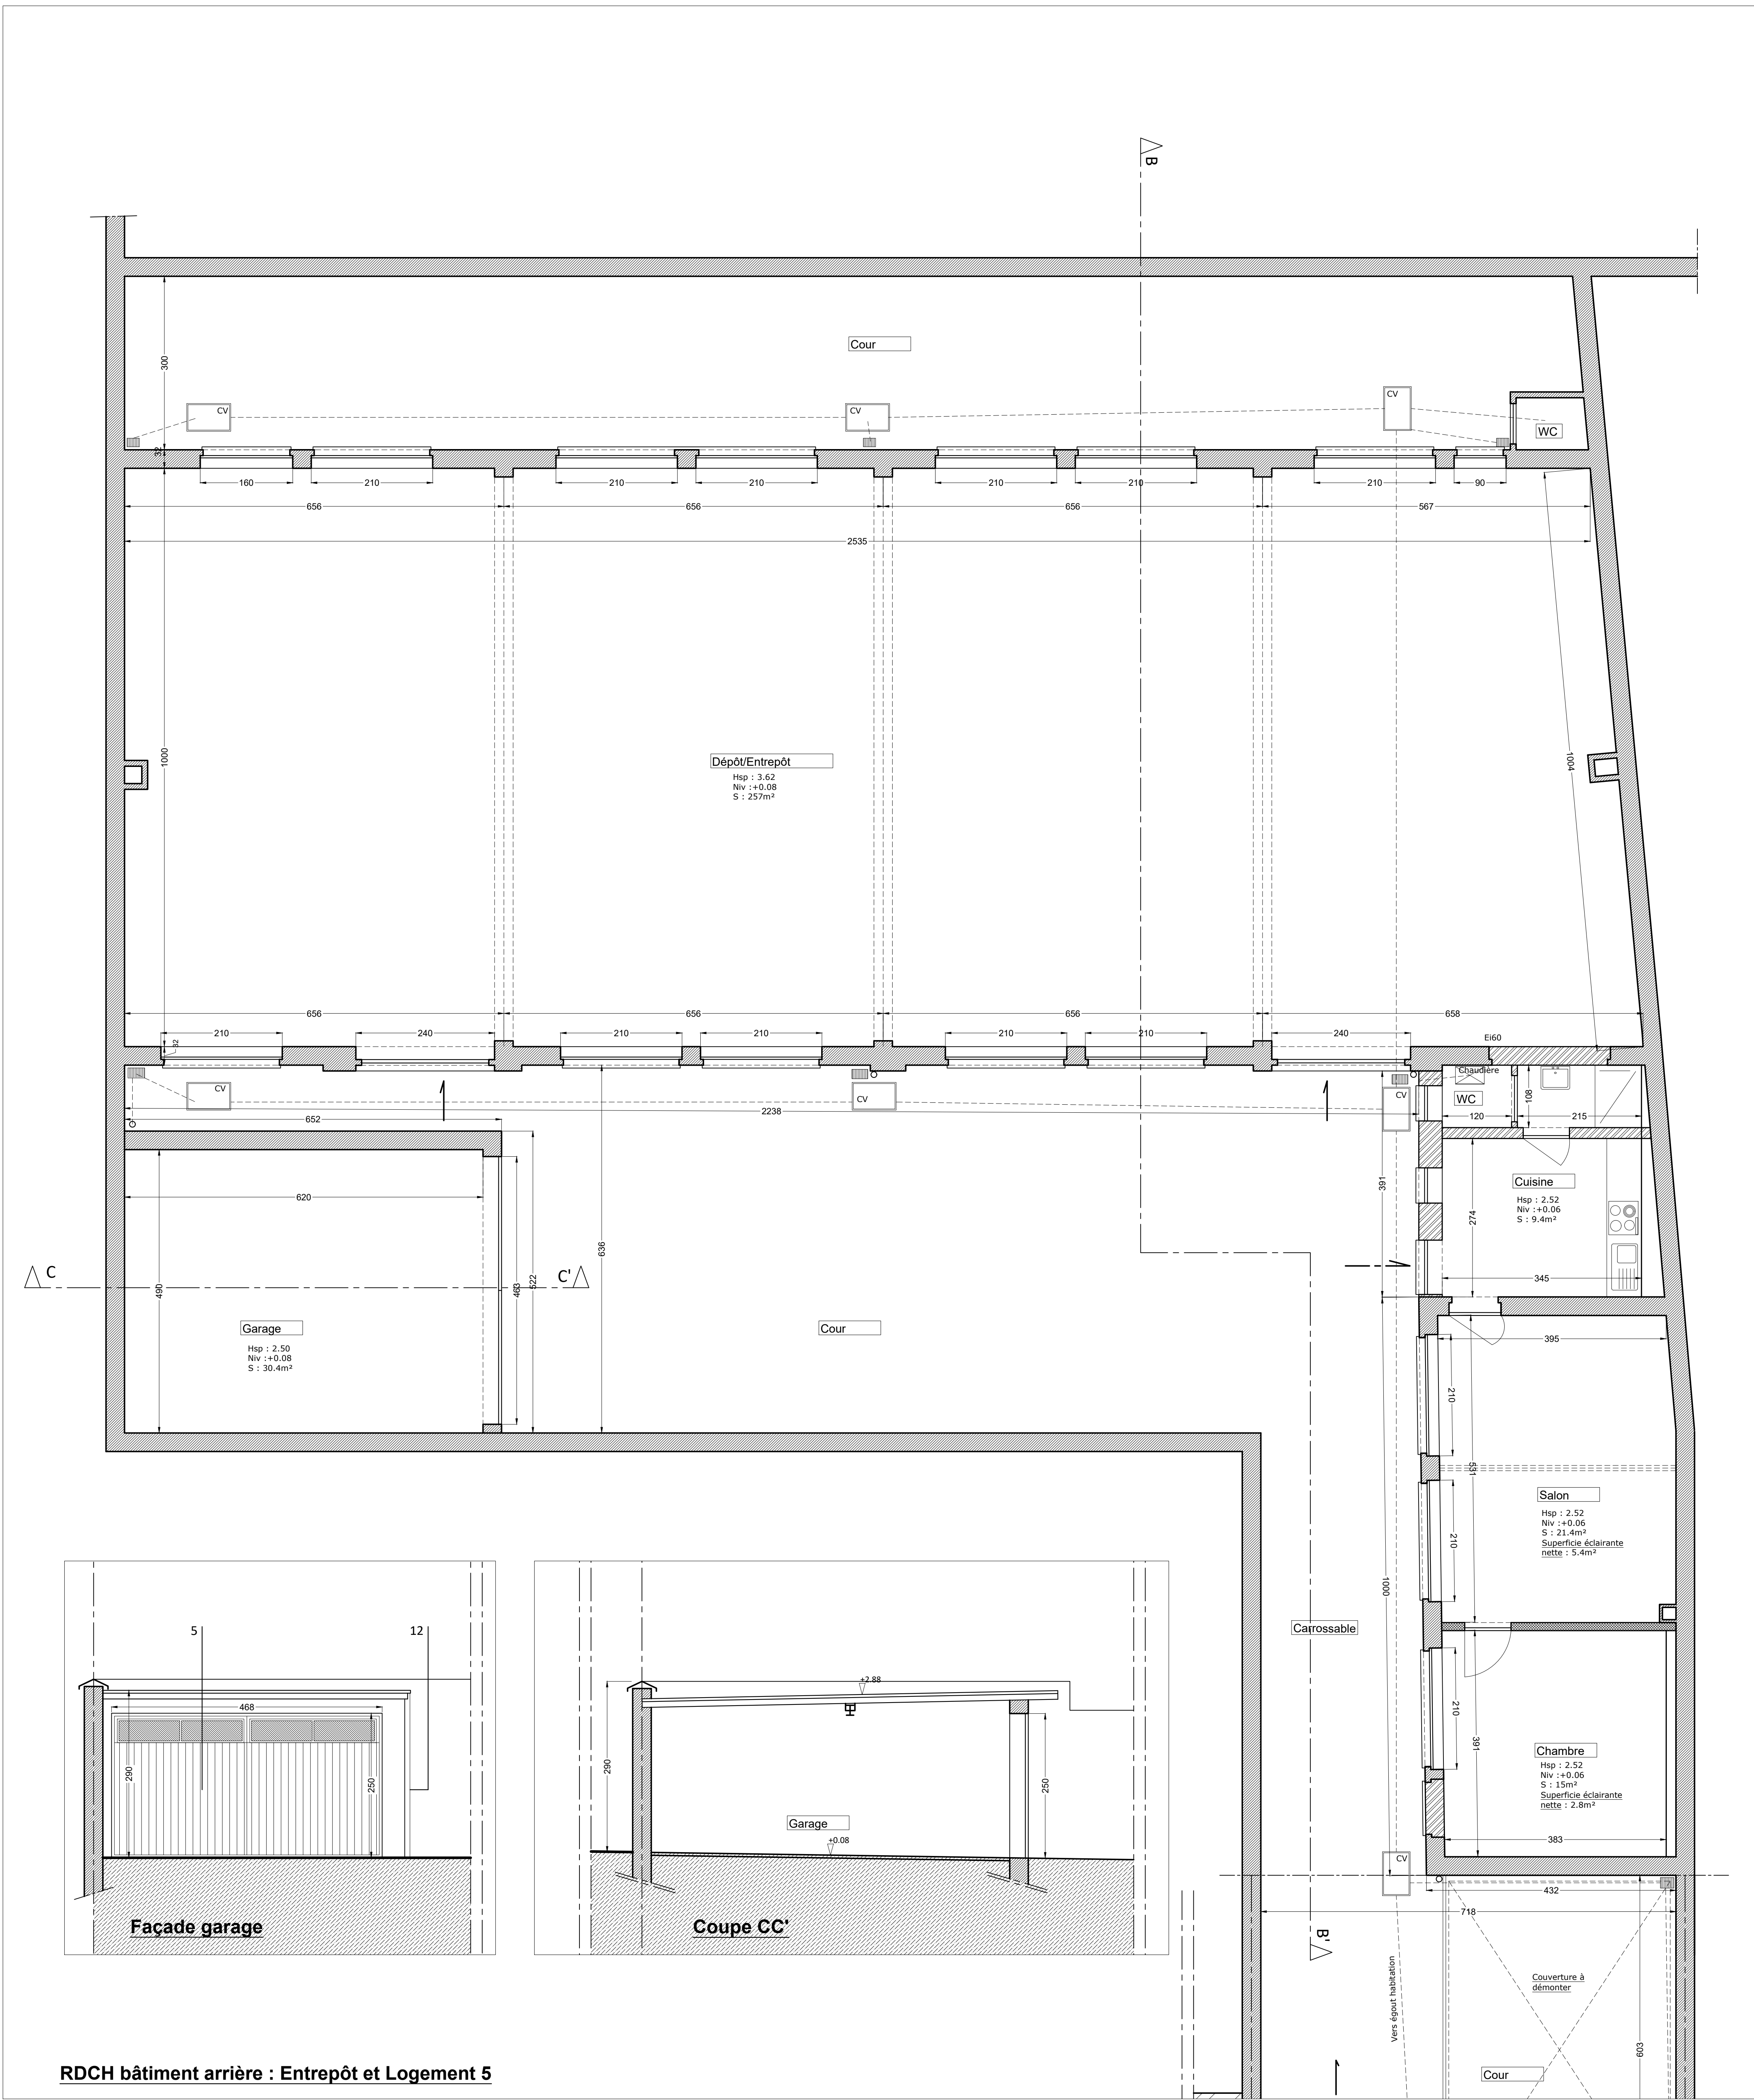 B
300
Cour
CV
CV
CV
WC
32
160
210
210
210
210
210
210
90
656
656
656
567
2535
1000
1004
Dépôt/Entrepôt
Hsp : 3.62
Niv :+0.08
S : 257m²
656
656
656
658
210
240
210
210
210
210
240
32
Ei60
CV
CV
CV
Chaudière
WC
108
120
215
2238
652
620
391
Cuisine
Hsp : 2.52
Niv :+0.06
S : 9.4m²
274
636
C
C'
490
463
522
345
Garage
Hsp : 2.50
Niv :+0.08
S : 30.4m²
Cour
395
210
531
Salon
Hsp : 2.52
Niv :+0.06
S : 21.4m²
Superficie éclairante
nette : 5.4m²
210
1000
Carrossable
5
12
468
290
250
Façade garage
+2.88
290
250
Garage
+0.08
Coupe CC'
210
391
Chambre
Hsp : 2.52
Niv :+0.06
S : 15m²
Superficie éclairante
nette : 2.8m²
383
CV
432
718
B'
Vers égout habitation
Couverture à
démonter
603
Cour
RDCH bâtiment arrière : Entrepôt et Logement 5